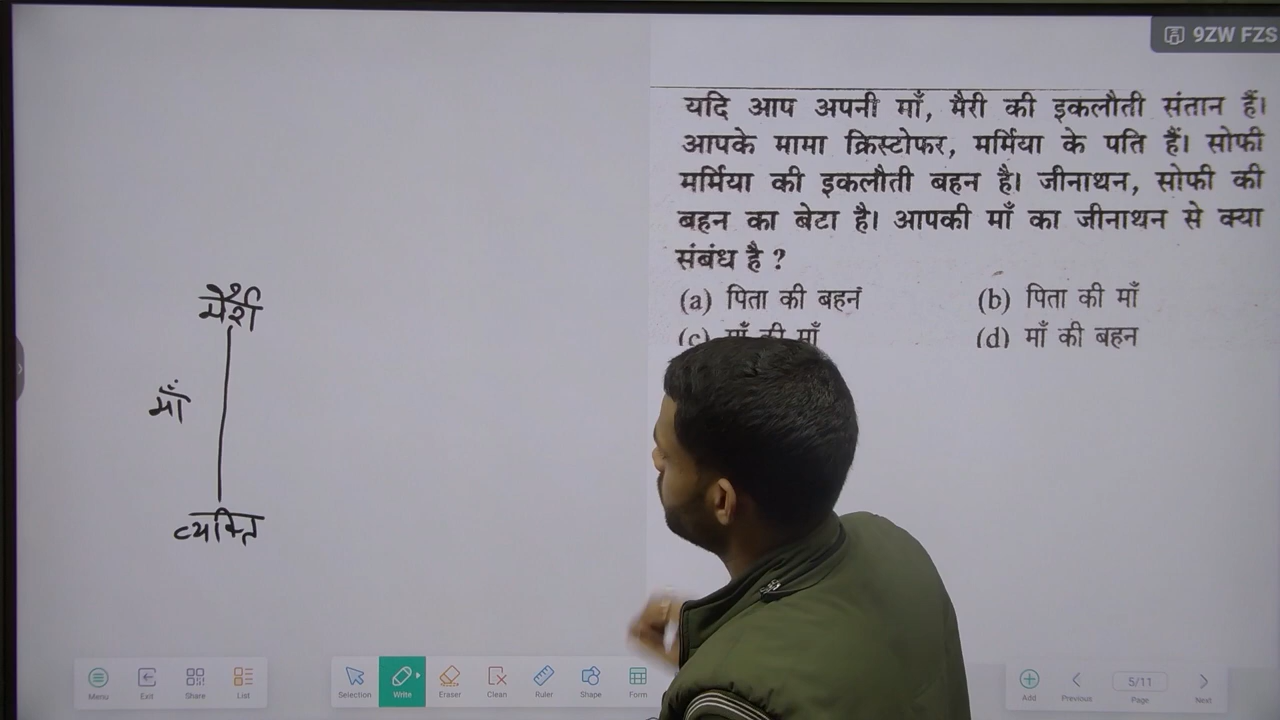 9ZW FZS
यदि आप अपनी माँ, मैरी की इकलौती संतान हैं।
आपके मामा क्रिस्टोफर, मर्मिया के पति हैं। सोफी
मर्मिया की इकलौती बहन है। जीनाथन, सोफी की
बहन का बेटा है। आपकी माँ का जीनाथन से क्या
संबंध है ?
(a) पिता की बहन (b) पिता की माँ
(c) माँ की माँ (d) माँ की बहन
मैरी
माँ
व्यक्ति
Menu Exit Share List Selection Write Eraser Clean Ruler Shape Form Add Previous 5/11 Page Next